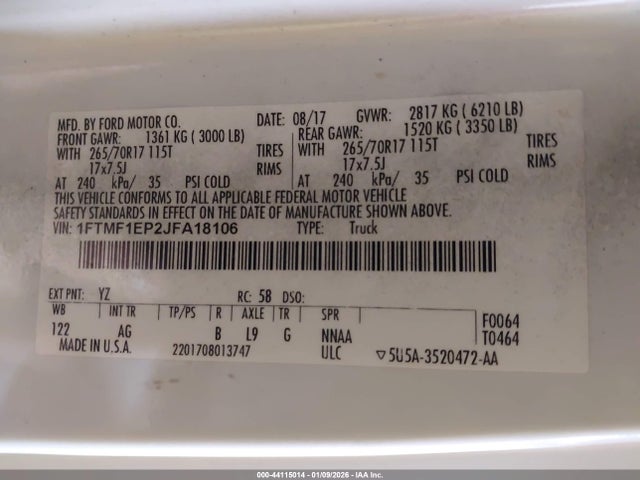 MFD. BY FORD MOTOR CO. DATE: 08/17 GVWR: 2817 KG ( 6210 LB)
FRONT GAWR: 1361 KG ( 3000 LB) REAR GAWR: 1520 KG ( 3350 LB)
WITH 265/70R17 115T TIRES WITH 265/70R17 115T TIRES
17x7.5J RIMS 17x7.5J RIMS
AT 240 kPa/ 35 PSI COLD AT 240 kPa/ 35 PSI COLD
THIS VEHICLE CONFORMS TO ALL APPLICABLE FEDERAL MOTOR VEHICLE
SAFETY STANDARDS IN EFFECT ON THE DATE OF MANUFACTURE SHOWN ABOVE.
VIN: 1FTMF1EP2JFA18106 TYPE: Truck
EXT PNT: YZ RC: 58 DSO:
WB INT TR TP/PS R AXLE TR SPR F0064
122 AG B L9 G NNAA T0464
MADE IN U.S.A. 2201708013747 ULC ▽5U5A-3520472-AA
000-44115014 - 01/09/2026 - IAA Inc.